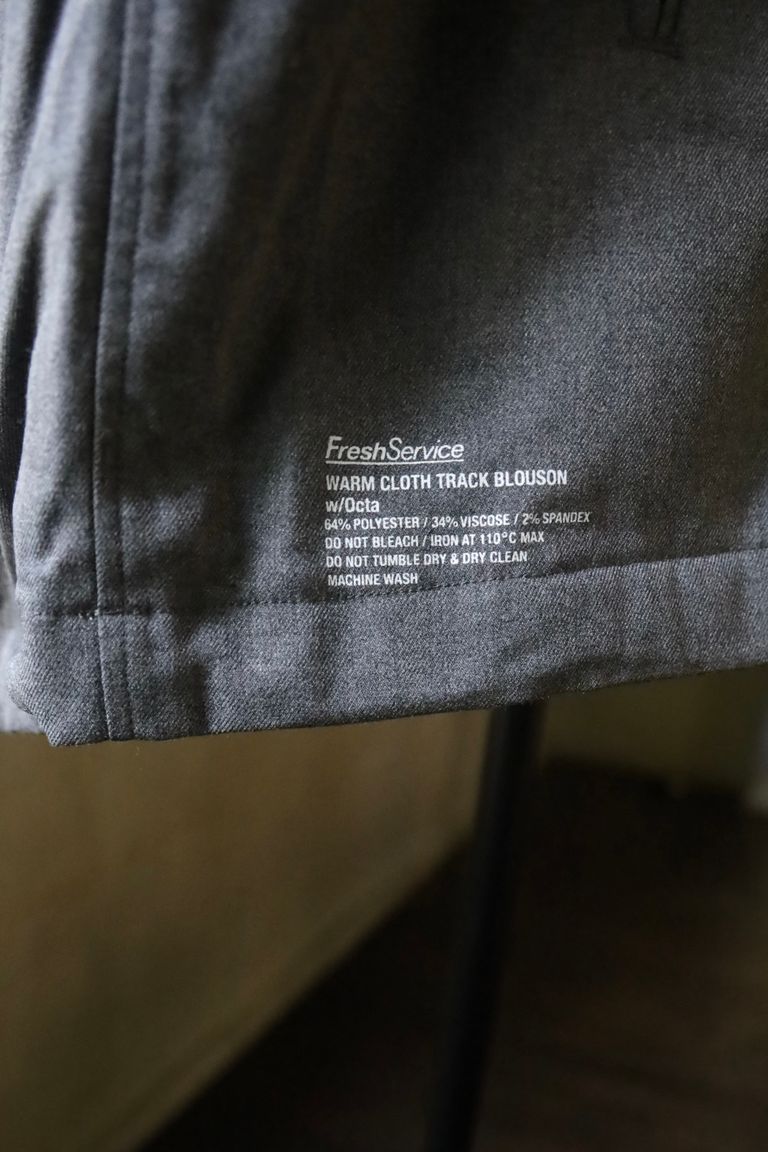 FreshService
WARM CLOTH TRACK BLOUSON
w/Octa
64% POLYESTER / 34% VISCOSE / 2% SPANDEX
DO NOT BLEACH / IRON AT 110°C MAX
DO NOT TUMBLE DRY & DRY CLEAN
MACHINE WASH